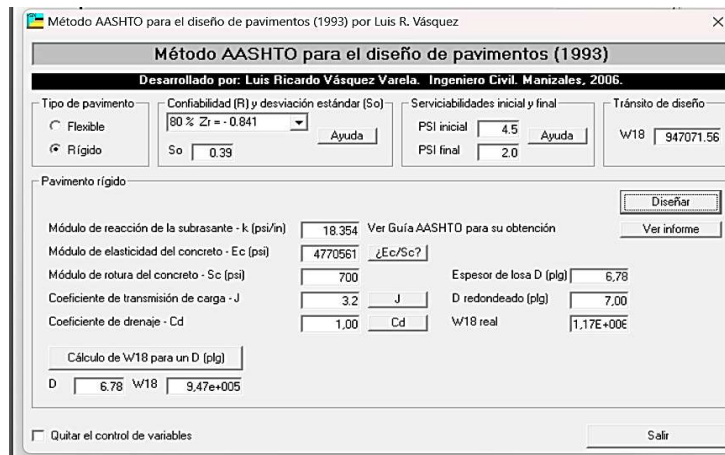 Método AASHTO para el diseño de pavimentos (1993) por Luis R. Vásquez
Método AASHTO para el diseño de pavimentos (1993)
Desarrollado por: Luis Ricardo Vásquez Varela. Ingeniero Civil. Manizales, 2006.
Tipo de pavimento Confiabilidad (R) y desviación estándar (So) Serviciabilidades inicial y final Tránsito de diseño
Flexible 80 % Zr = - 0.841 PSI inicial 4.5 W18 947071.56
Ayuda Ayuda
Rígido So 0.39 PSI final 2.0
Pavimento rígido
Diseñar
Módulo de reacción de la subrasante - k (psi/in) 18.354 Ver Guía AASHTO para su obtención Ver informe
Módulo de elasticidad del concreto - Ec (psi) 4770561 ¿Ec/Sc?
Módulo de rotura del concreto - Sc (psi) 700 Espesor de losa D (plg) 6,78
Coeficiente de transmisión de carga - J 3.2 J D redondeado (plg) 7,00
Coeficiente de drenaje - Cd 1,00 Cd W18 real 1,17E+006
Cálculo de W18 para un D (plg)
D 6.78 W18 9,47e+005
Quitar el control de variables Salir